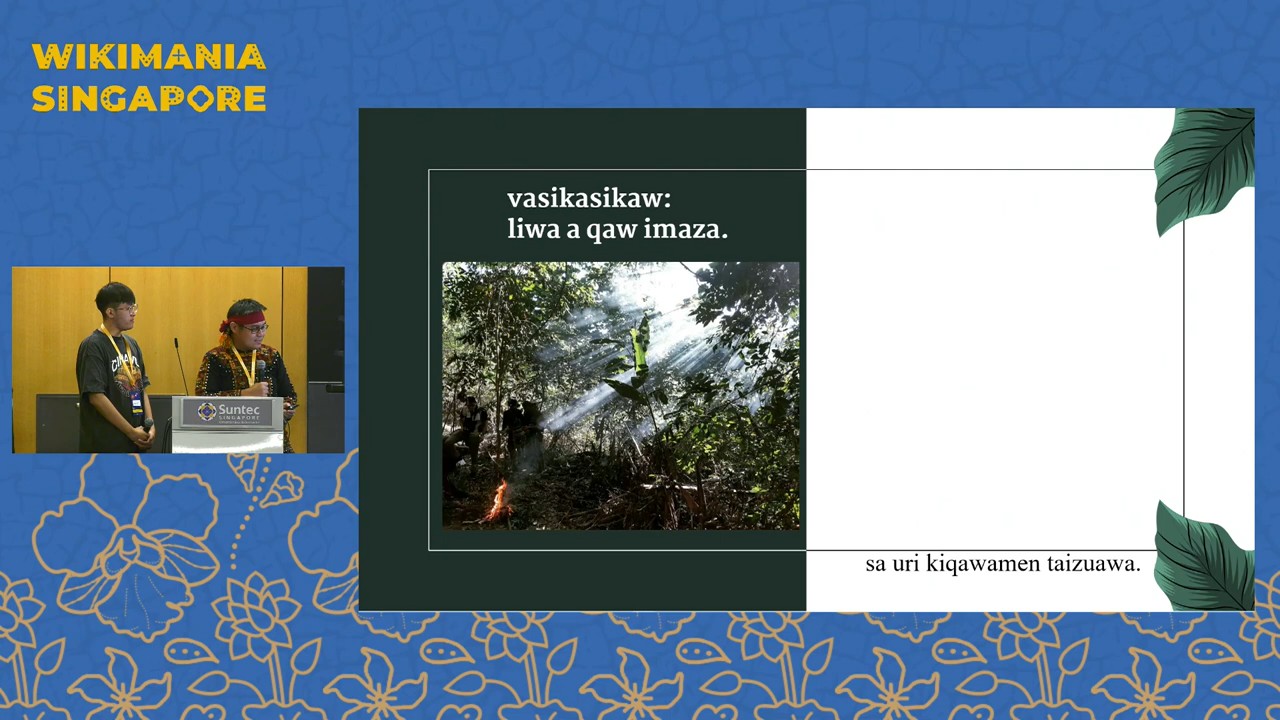 WIKIMANIA
SINGAPORE
vasikasikaw:
liwa a qaw imaza.
Suntec
SINGAPORE
sa uri kiqawamen taizuawa.